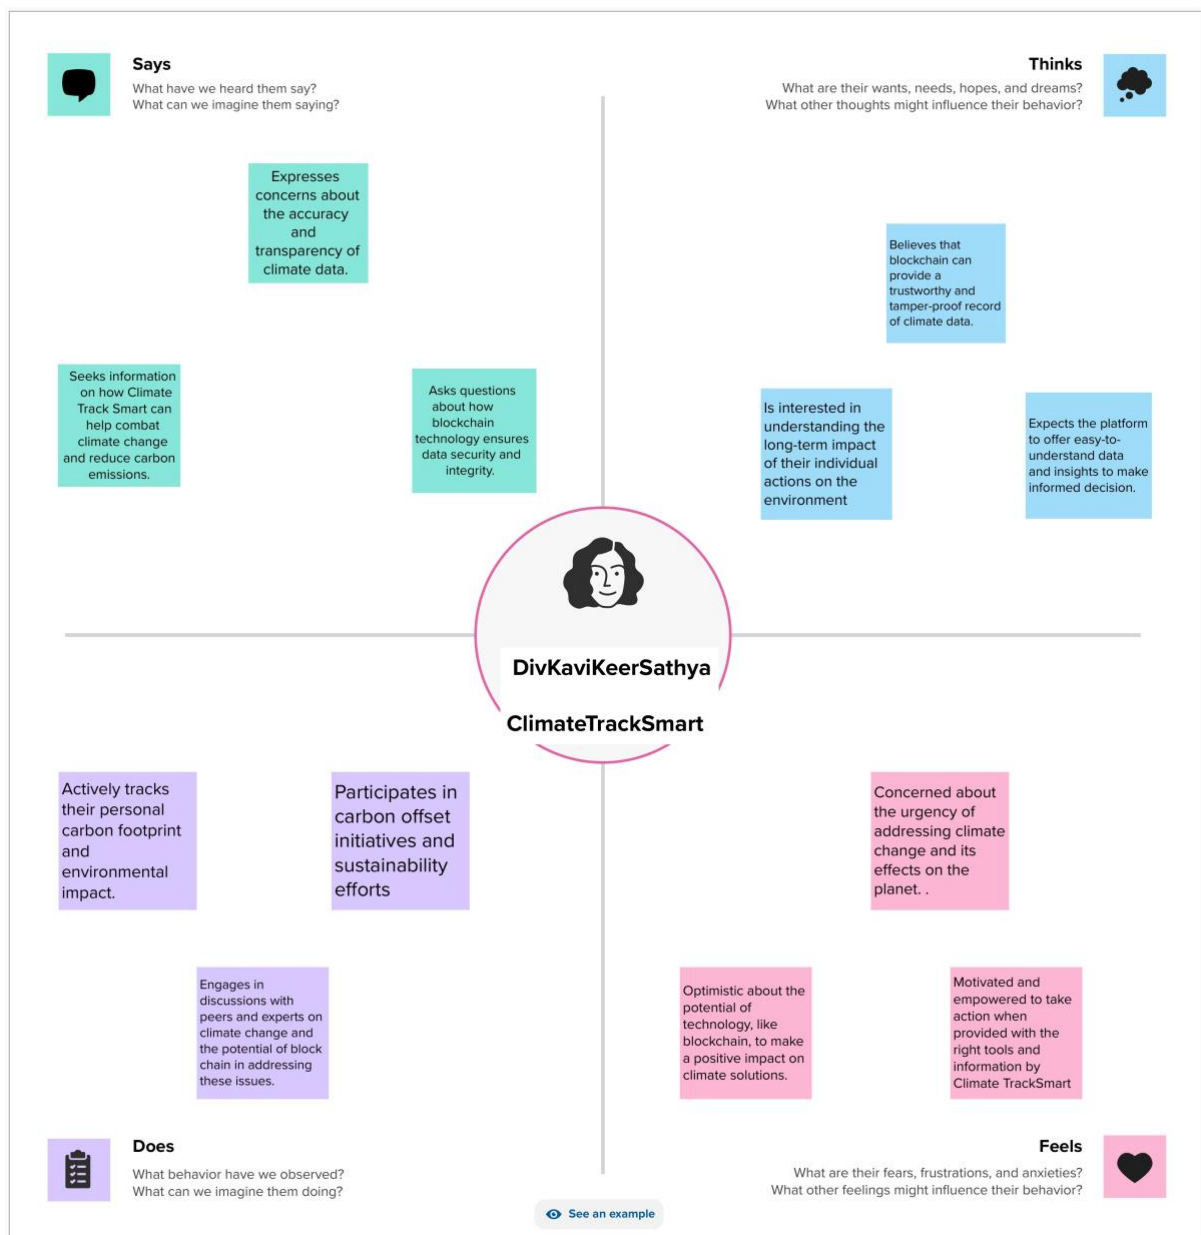 Says
What have we heard them say?
What can we imagine them saying?
Thinks
What are their wants, needs, hopes, and dreams?
What other thoughts might influence their behavior?
Expresses
concerns about
the accuracy
and
transparency of
climate data.
Seeks information
on how Climate
Track Smart can
help combat
climate change
and reduce carbon
emissions.
Asks questions
about how
blockchain
technology ensures
data security and
integrity.
Believes that
blockchain can
provide a
trustworthy and
tamper-proof record
of climate data.
Is interested in
understanding the
long-term impact
of their individual
actions on the
environment
Expects the platform
to offer easy-to-
understand data
and insights to make
informed decision.
DivKaviKeerSathya
ClimateTrackSmart
Actively tracks
their personal
carbon footprint
and
environmental
impact.
Participates in
carbon offset
initiatives and
sustainability
efforts
Engages in
discussions with
peers and experts on
climate change and
the potential of block
chain in addressing
these issues.
Concerned about
the urgency of
addressing climate
change and its
effects on the
planet. .
Optimistic about the
potential of
technology, like
blockchain, to make
a positive impact on
climate solutions.
Motivated and
empowered to take
action when
provided with the
right tools and
information by
Climate TrackSmart
Does
What behavior have we observed?
What can we imagine them doing?
Feels
What are their fears, frustrations, and anxieties?
What other feelings might influence their behavior?
See an example